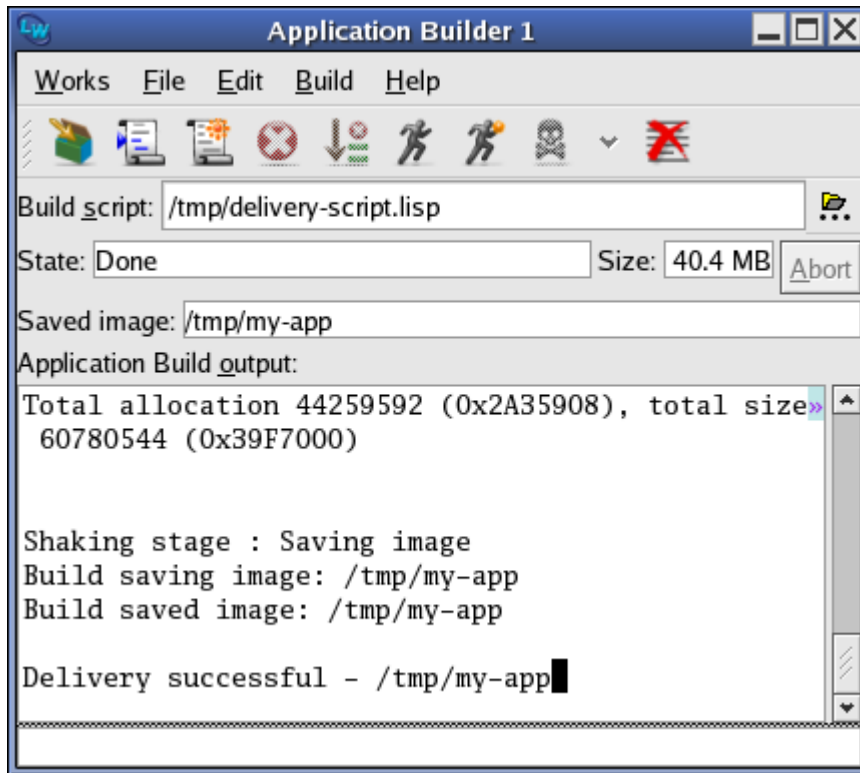 LW
Application Builder 1
Works File Edit Build Help
Build script: /tmp/delivery-script.lisp
State: Done Size: 40.4 MB Abort
Saved image: /tmp/my-app
Application Build output:
Total allocation 44259592 (0x2A35908), total size»
60780544 (0x39F7000)
Shaking stage : Saving image
Build saving image: /tmp/my-app
Build saved image: /tmp/my-app
Delivery successful - /tmp/my-app